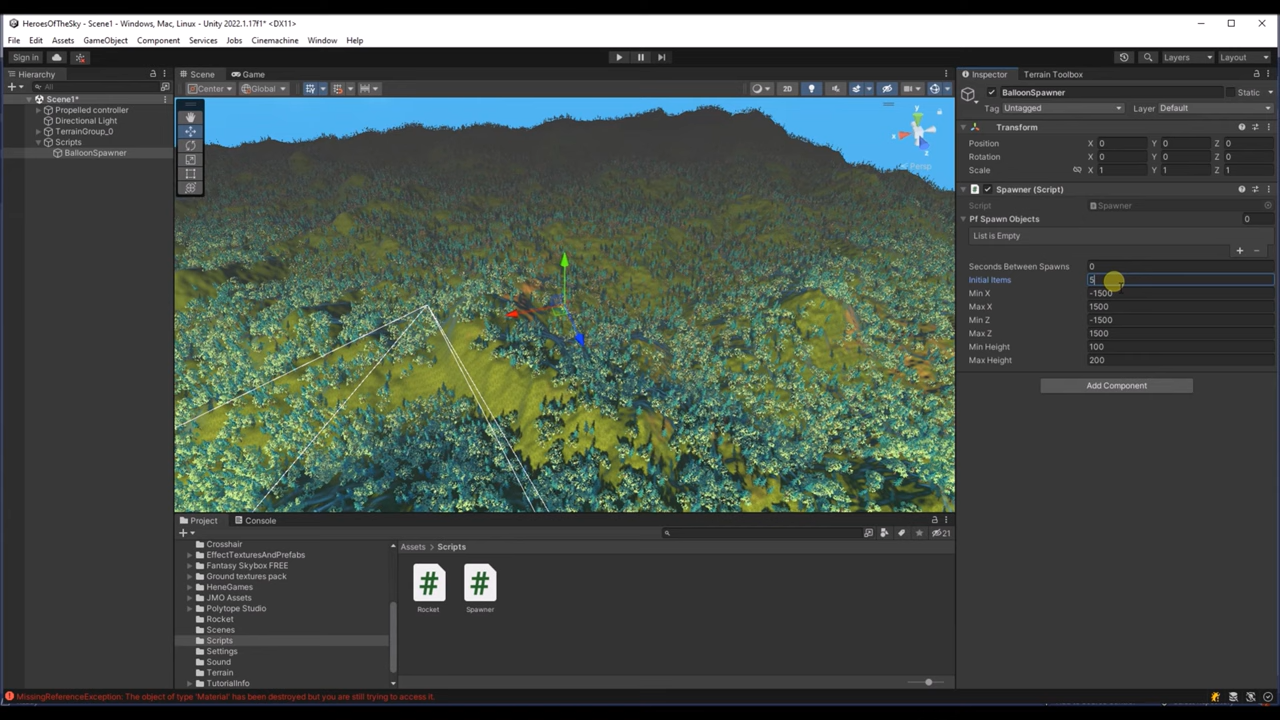 HeroesOfTheSky - Scene1 - Windows, Mac, Linux - Unity 2022.1.17f1* <DX11>
File Edit Assets GameObject Component Services Jobs Cinemachine Window Help
Sign in Layers Layout
Hierarchy
All
Scene1*
Propelled controller
Directional Light
TerrainGroup_0
Scripts
BalloonSpawner
Scene Game
Center Global 2D
y
x
z
Persp
Inspector Terrain Toolbox
BalloonSpawner Static
Tag Untagged Layer Default
Transform
Position X 0 Y 0 Z 0
Rotation X 0 Y 0 Z 0
Scale X 1 Y 1 Z 1
# Spawner (Script)
Script Spawner
Pf Spawn Objects 0
List is Empty
+ -
Seconds Between Spawns 0
Initial Items 5
Min X -1500
Max X 1500
Min Z -1500
Max Z 1500
Min Height 100
Max Height 200
Add Component
Project Console
21
Crosshair
EffectTexturesAndPrefabs
Fantasy Skybox FREE
Ground textures pack
HeneGames
JMO Assets
Polytope Studio
Rocket
Scenes
Scripts
Settings
Sound
Terrain
TutorialInfo
Assets > Scripts
# #
Rocket Spawner
MissingReferenceException: The object of type 'Material' has been destroyed but you are still trying to access it.